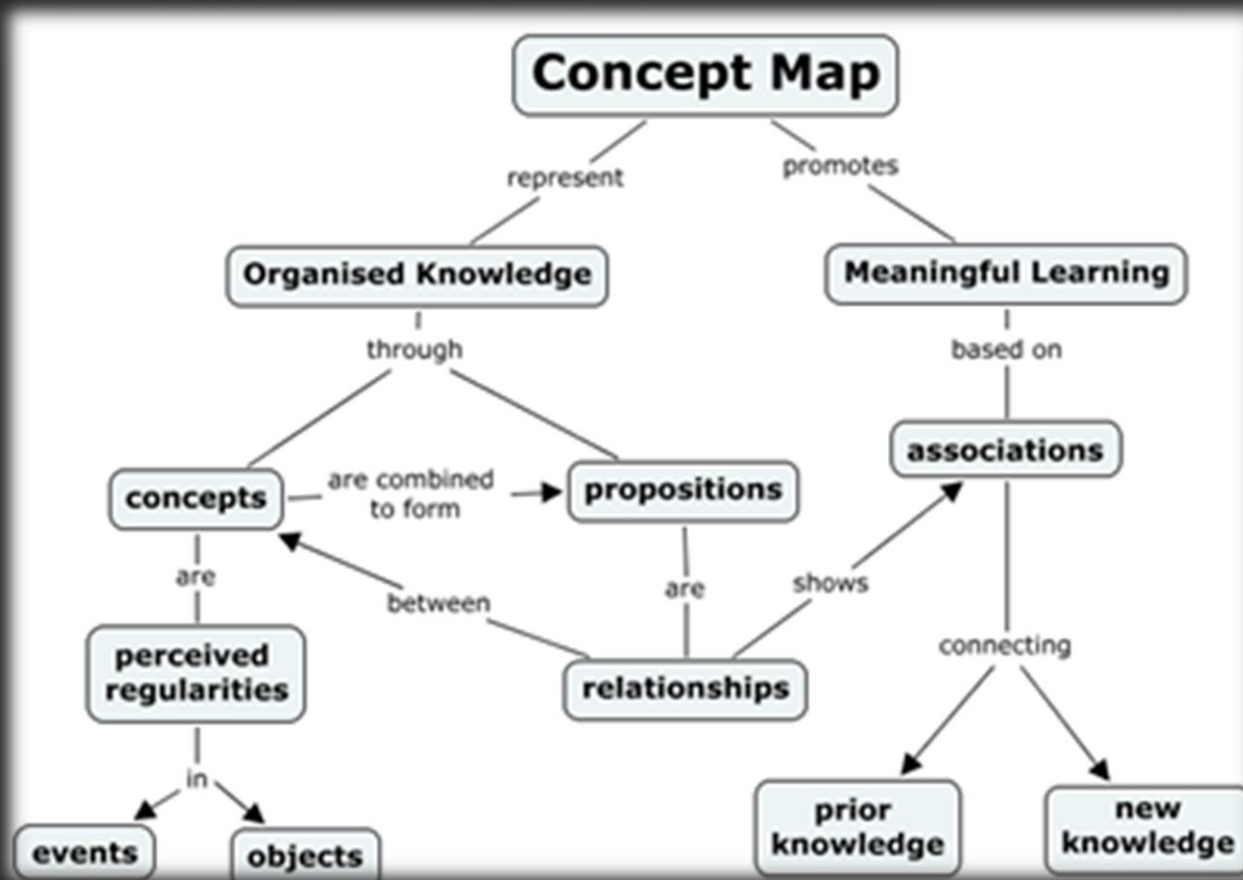 Concept Map
represent
promotes
Organised Knowledge
Meaningful Learning
through
based on
associations
concepts
are combined
to form
propositions
are
between
are
shows
perceived
regularities
relationships
connecting
in
prior
knowledge
new
knowledge
events
objects